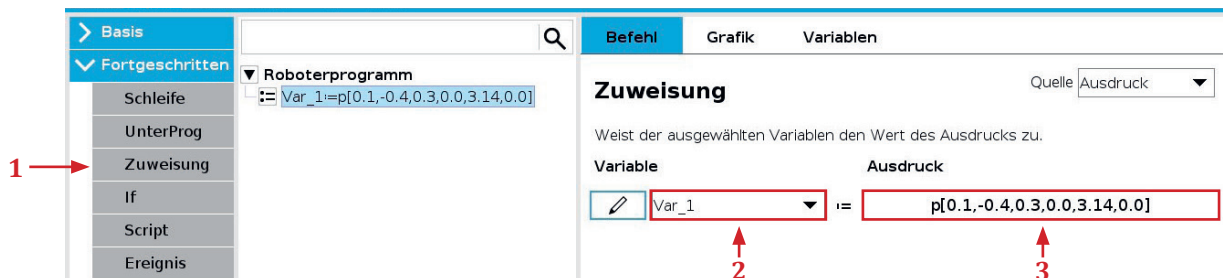 Basis
Fortgeschritten
Schleife
UnterProg
Zuweisung
If
Script
Ereignis
1
Roboterprogramm
Var_1≔p[0.1,-0.4,0.3,0.0,3.14,0.0]
Befehl Grafik Variablen
Zuweisung
Quelle Ausdruck
Weist der ausgewählten Variablen den Wert des Ausdrucks zu.
Variable Ausdruck
Var_1 ≔ p[0.1,-0.4,0.3,0.0,3.14,0.0]
2 3